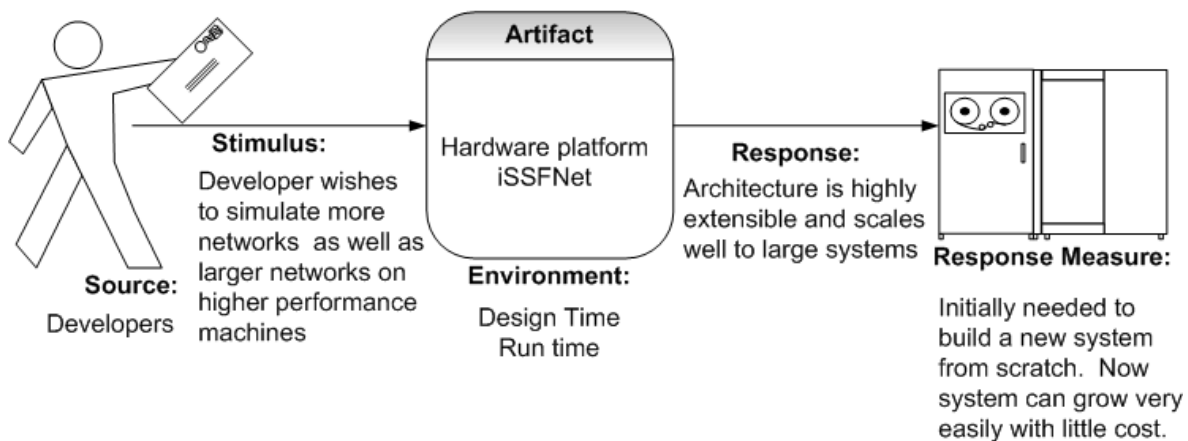 Artifact
Hardware platform
iSSFNet
Stimulus:
Developer wishes
to simulate more
networks as well as
larger networks on
higher performance
machines
Source:
Developers
Environment:
Design Time
Run time
Response:
Architecture is highly
extensible and scales
well to large systems
Response Measure:
Initially needed to
build a new system
from scratch. Now
system can grow very
easily with little cost.